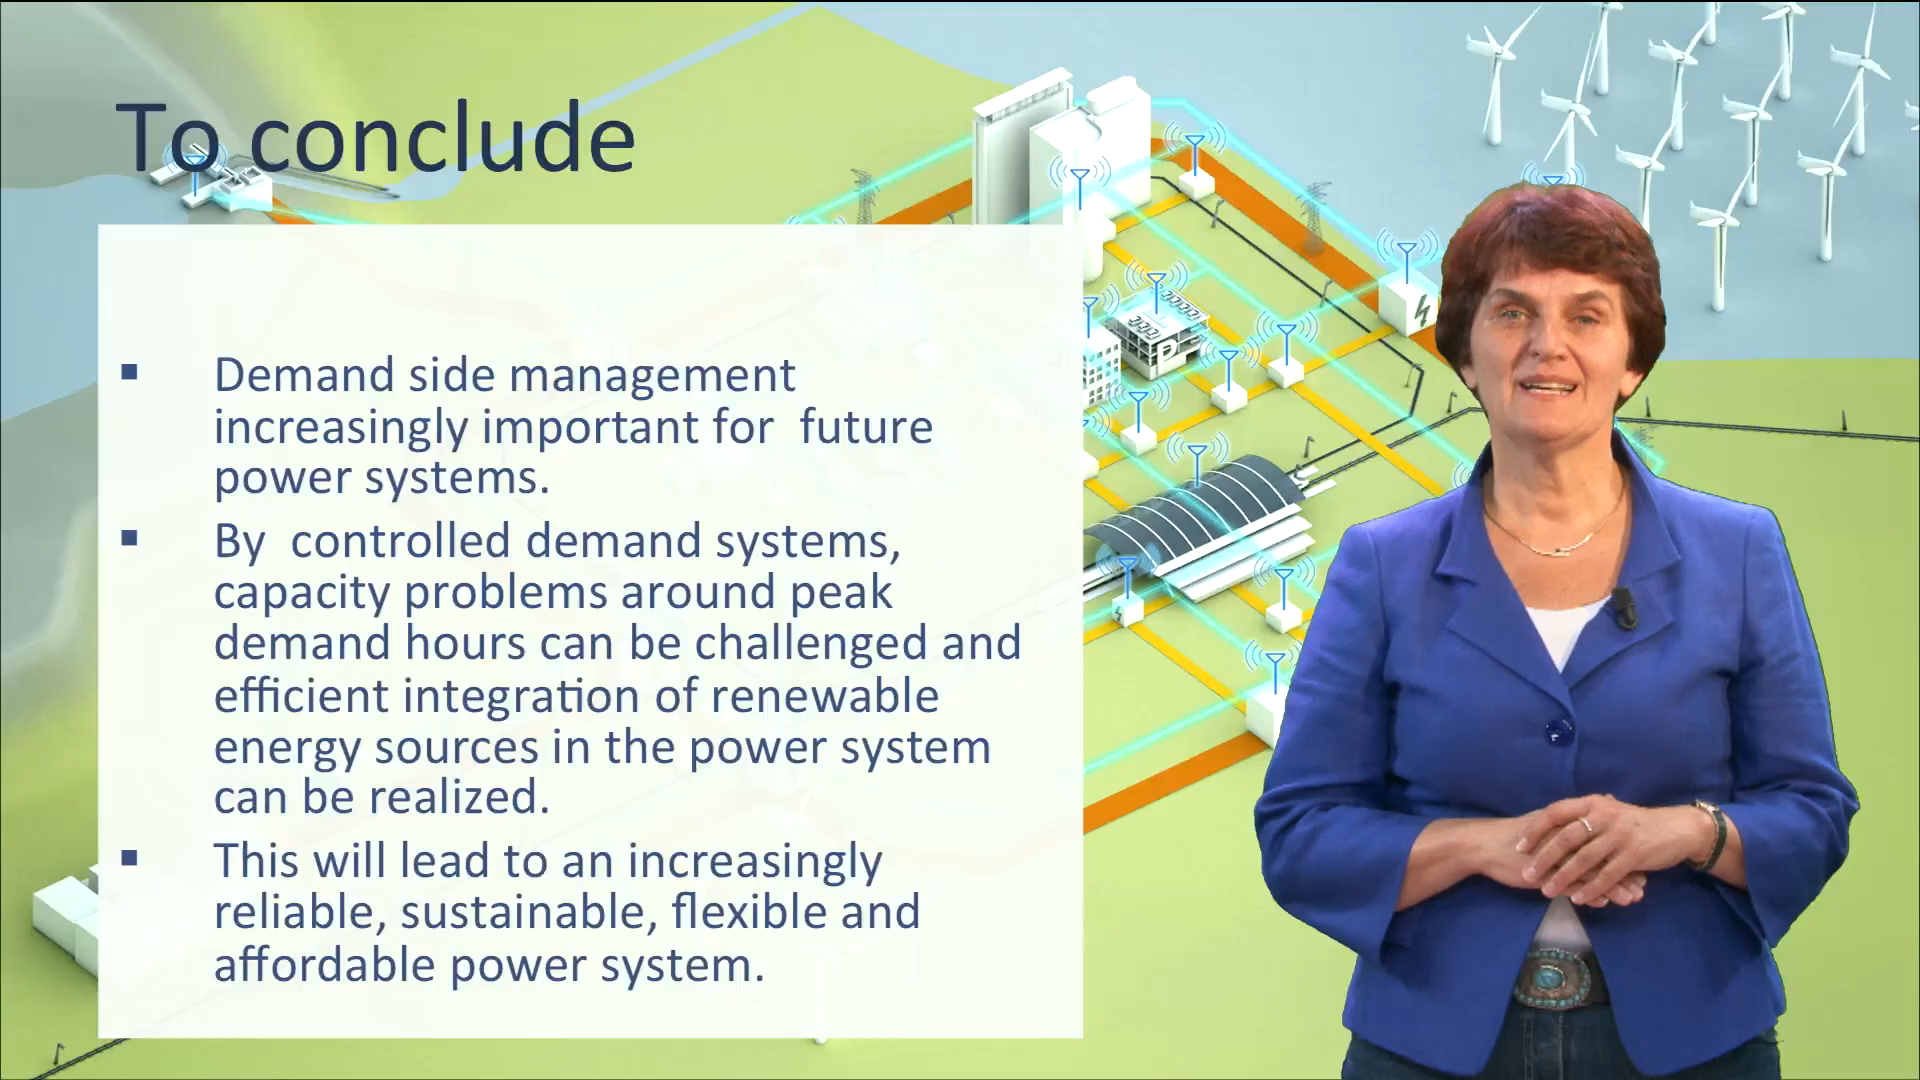 To conclude
▪ Demand side management
increasingly important for  future
power systems.
▪ By  controlled demand systems,
capacity problems around peak
demand hours can be challenged and
efficient integration of renewable
energy sources in the power system
can be realized.
▪ This will lead to an increasingly
reliable, sustainable, flexible and
affordable power system.